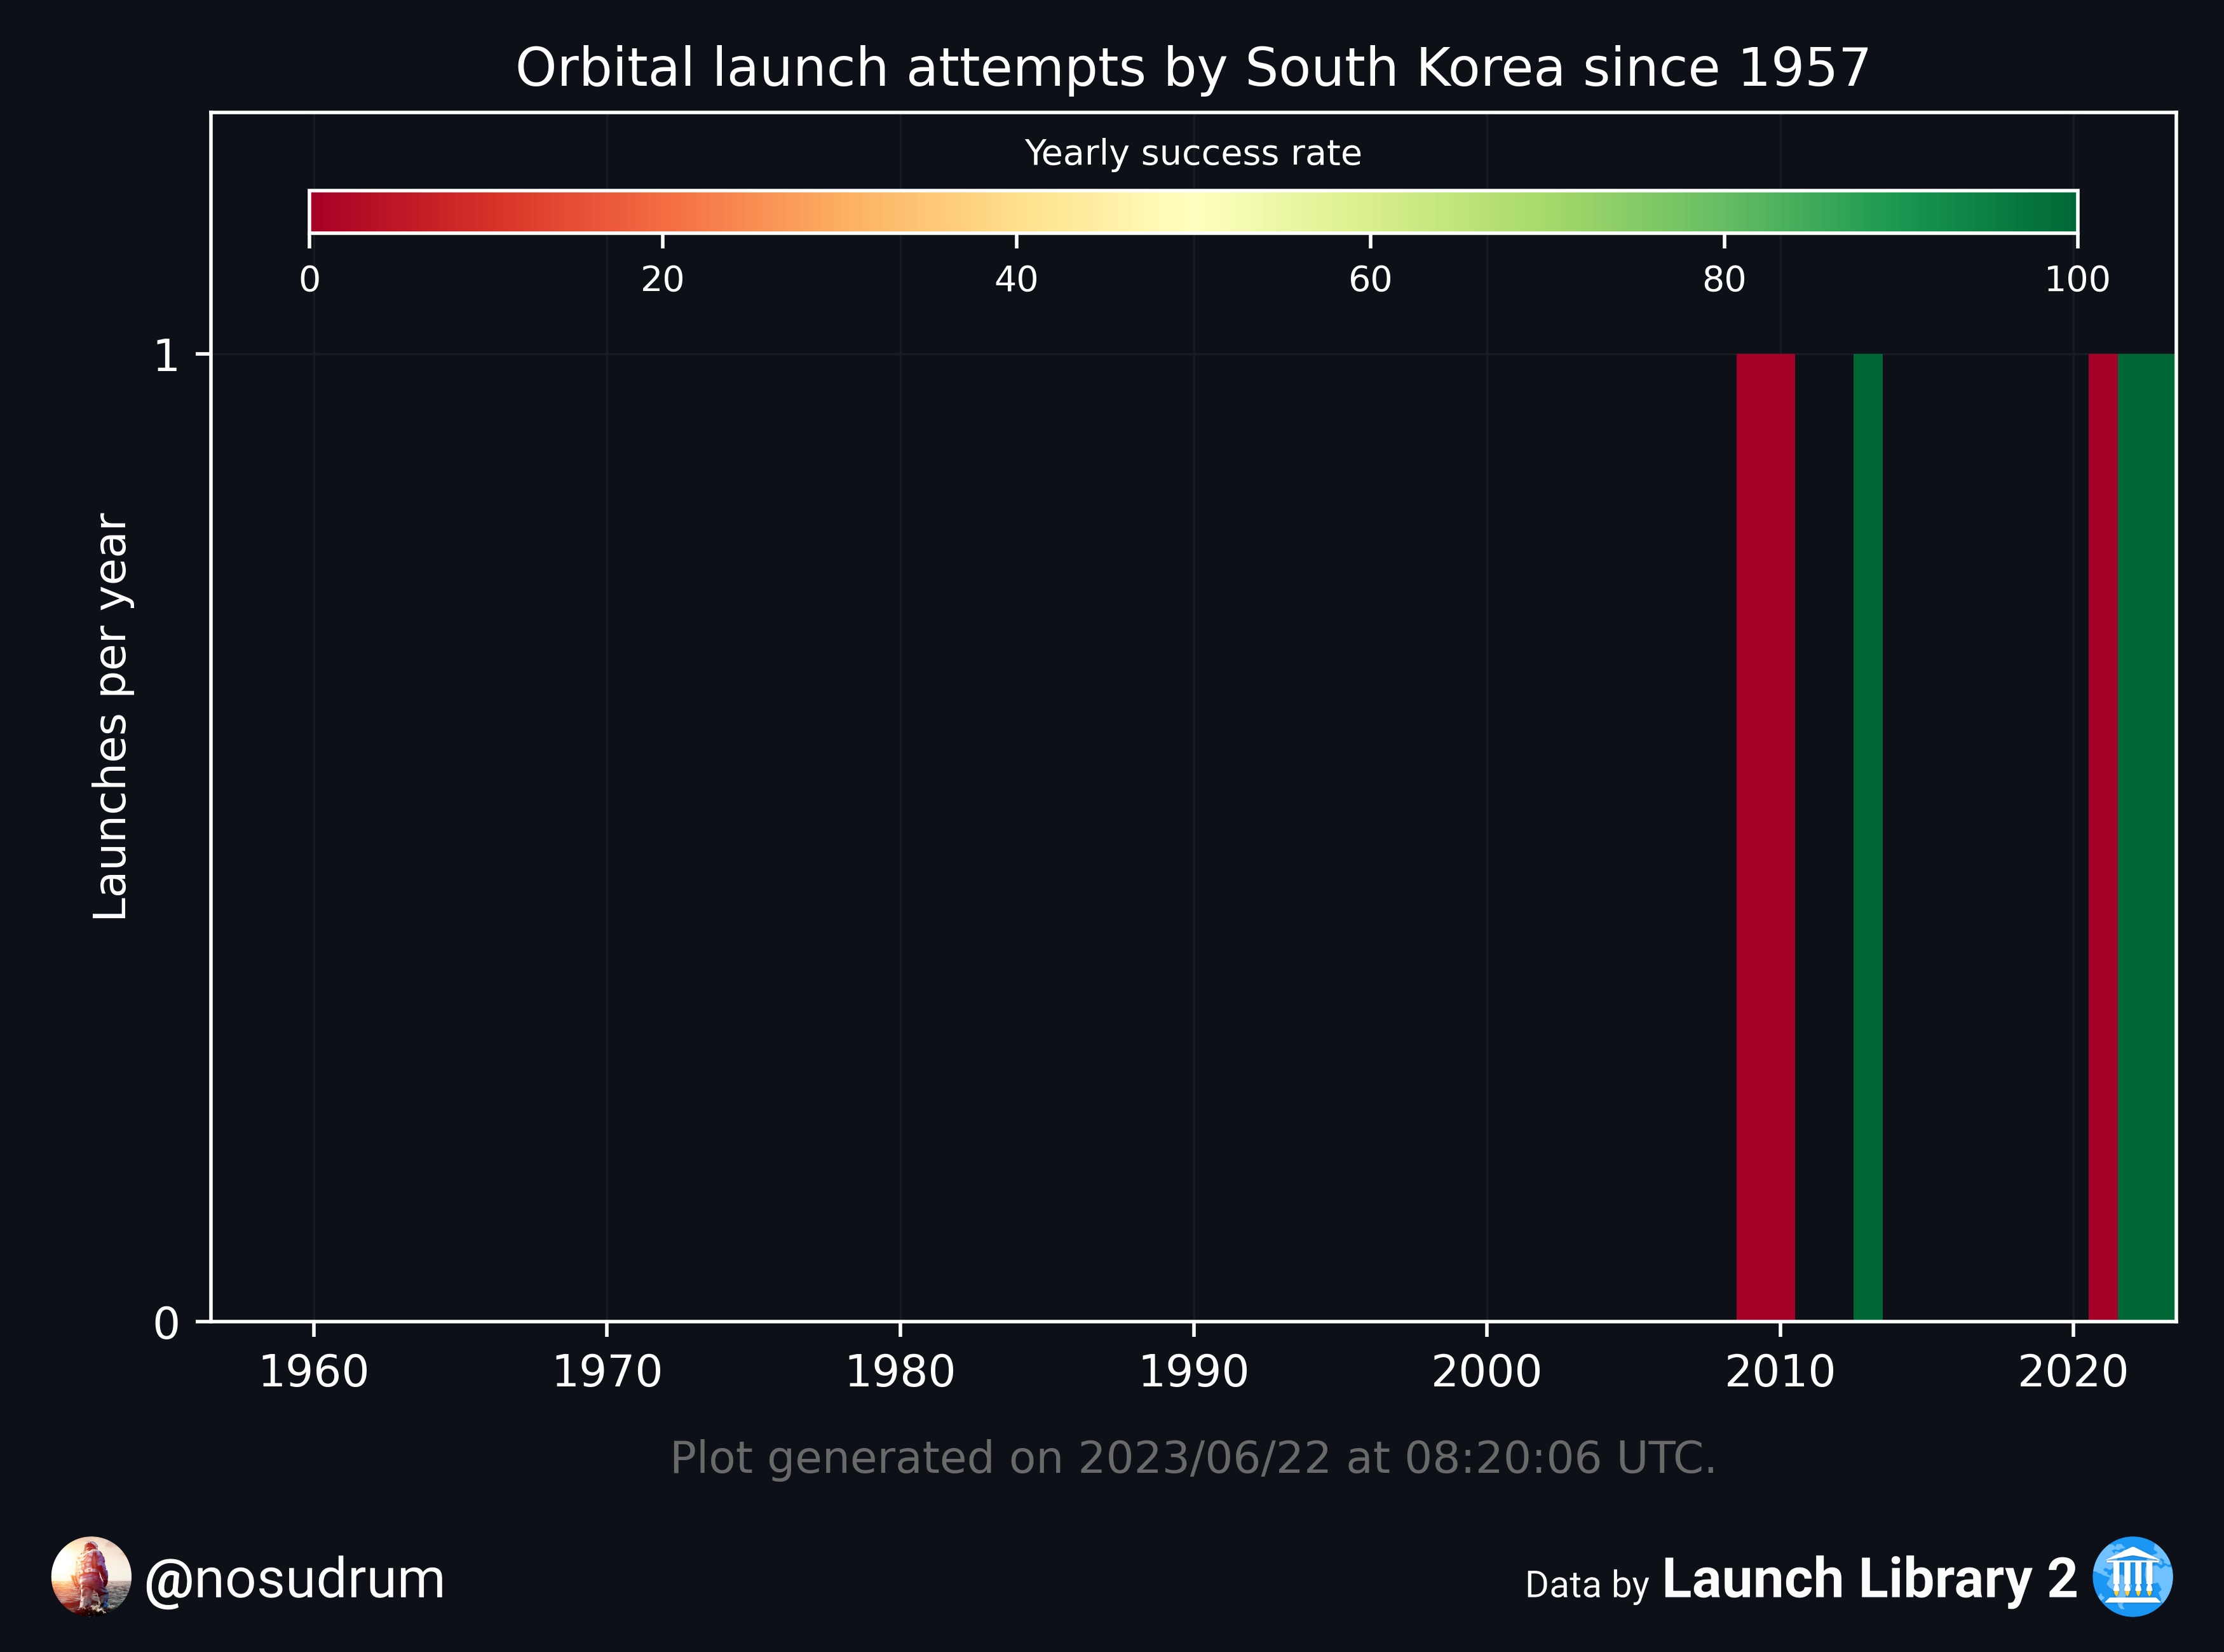 Orbital launch attempts by South Korea since 1957
Yearly success rate
0 20 40 60 80 100
Launches per year
1
0
1960 1970 1980 1990 2000 2010 2020
Plot generated on 2023/06/22 at 08:20:06 UTC.
@nosudrum
Data by Launch Library 2